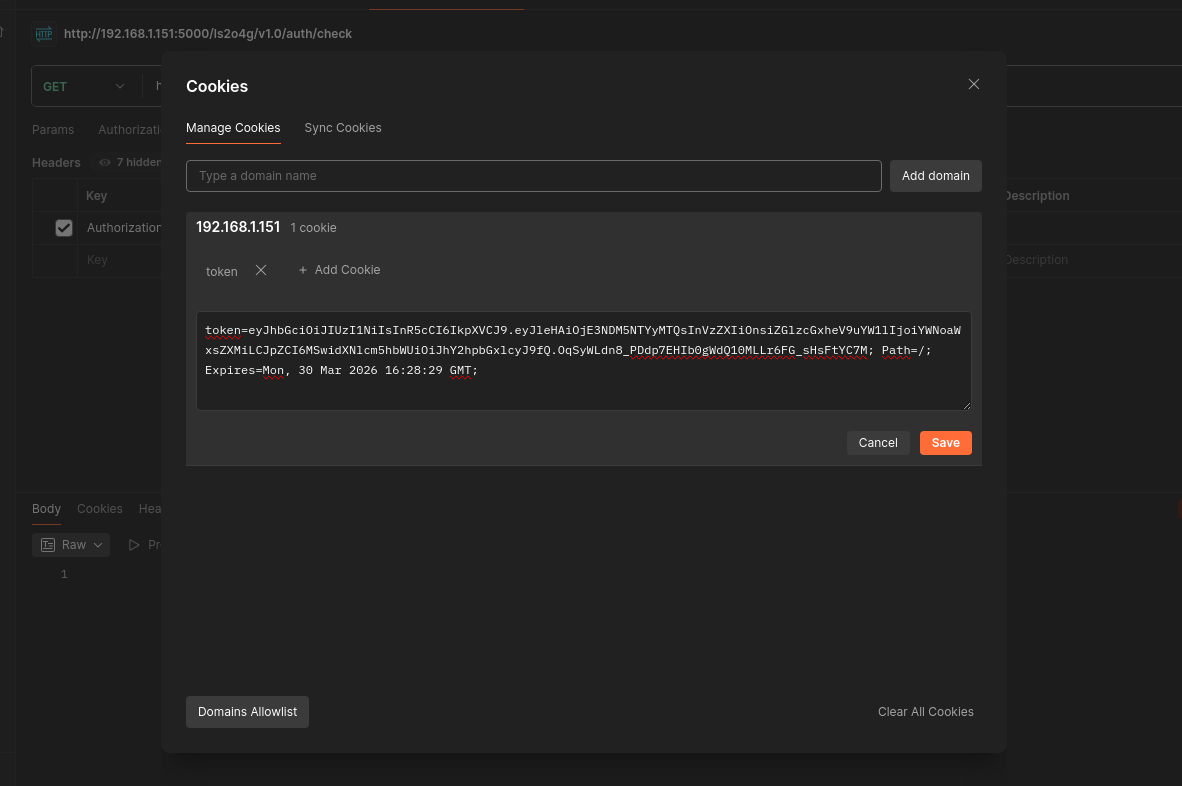 HTTP http://192.168.1.151:5000/ls2o4g/v1.0/auth/check
GET
Cookies
Manage Cookies Sync Cookies
Params Authorizati
Headers 7 hidden
Type a domain name Add domain
Key Description
192.168.1.151 1 cookie
Authorization
Key Description
token + Add Cookie
token=eyJhbGciOiJIUzI1NiIsInR5cCI6IkpXVCJ9.eyJleHAiOjE3NDM5NTYyMTQsInVzZXIiOnsiZGlzcGxheV9uYW1lIjoiYWNoaW
xsZXMiLCJpZCI6MSwidXNlcm5hbWUiOiJhY2hpbGxlcyJ9fQ.OqSyWLdn8_PDdp7EHIb0gWdQ10MLLr6FG_sHsFtYC7M; Path=/;
Expires=Mon, 30 Mar 2026 16:28:29 GMT;
Cancel Save
Body Cookies Hea
Raw Pr
1
Domains Allowlist Clear All Cookies